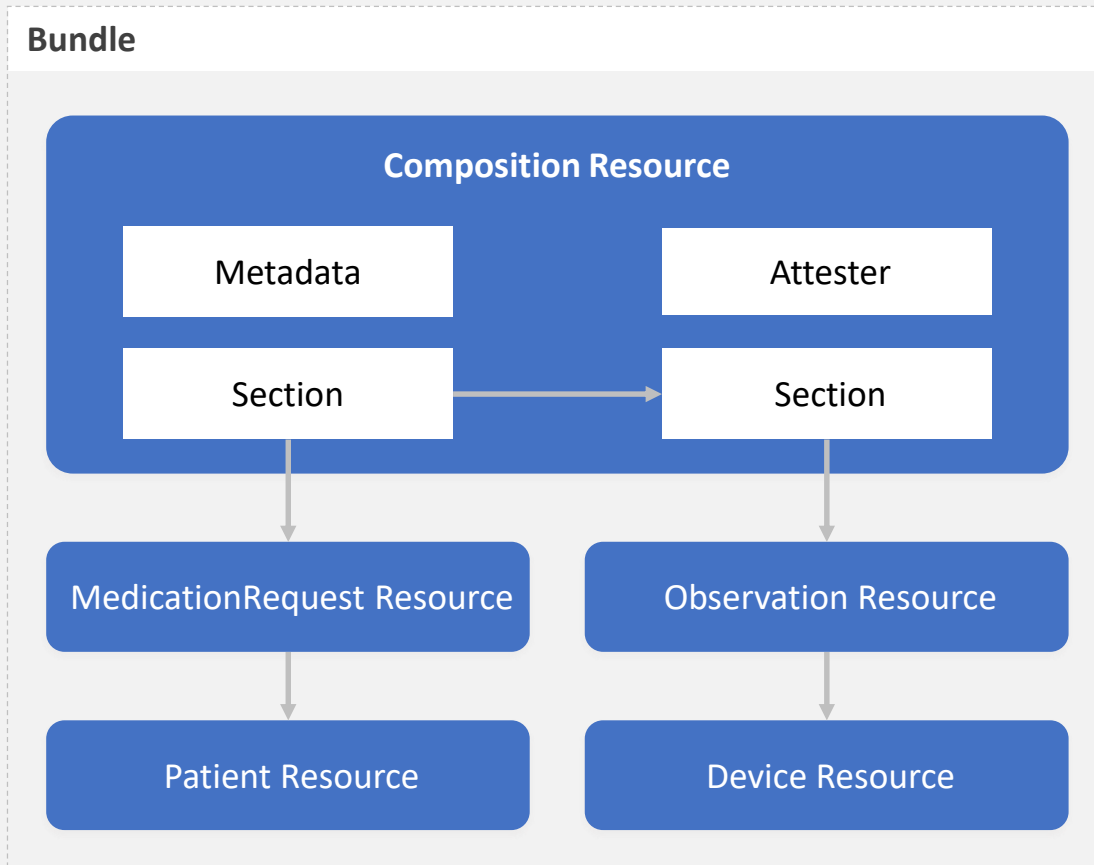 Bundle
Composition Resource
Metadata
Attester
Section
Section
MedicationRequest Resource
Observation Resource
Patient Resource
Device Resource